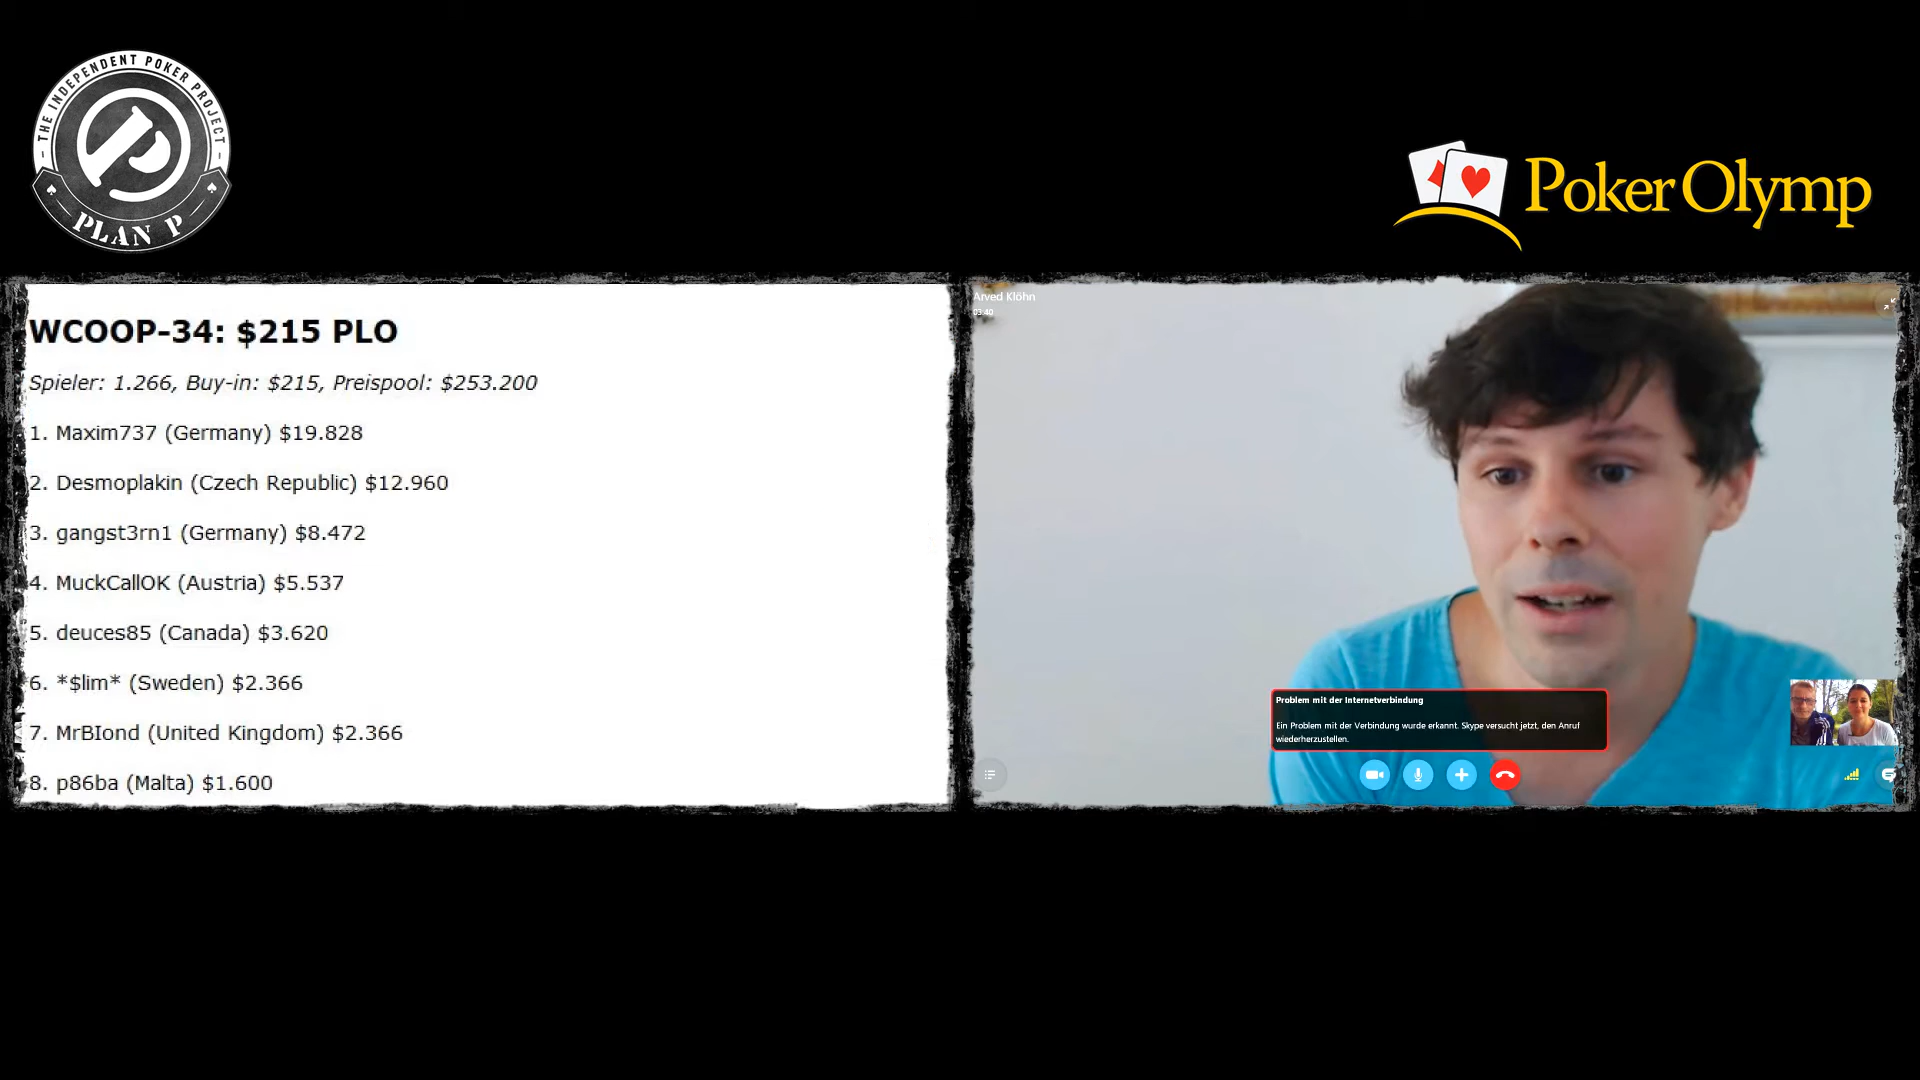 - THE INDEPENDENT POKER PROJECT -
PLAN P
PokerOlymp
WCOOP-34: $215 PLO
Spieler: 1.266, Buy-in: $215, Preispool: $253.200
1. Maxim737 (Germany) $19.828
2. Desmoplakin (Czech Republic) $12.960
3. gangst3rn1 (Germany) $8.472
4. MuckCallOK (Austria) $5.537
5. deuces85 (Canada) $3.620
6. *$lim* (Sweden) $2.366
7. MrBIond (United Kingdom) $2.366
8. p86ba (Malta) $1.600
Arved Klöhn
03:40
Problem mit der Internetverbindung
Ein Problem mit der Verbindung wurde erkannt. Skype versucht jetzt, den Anruf
wiederherzustellen.